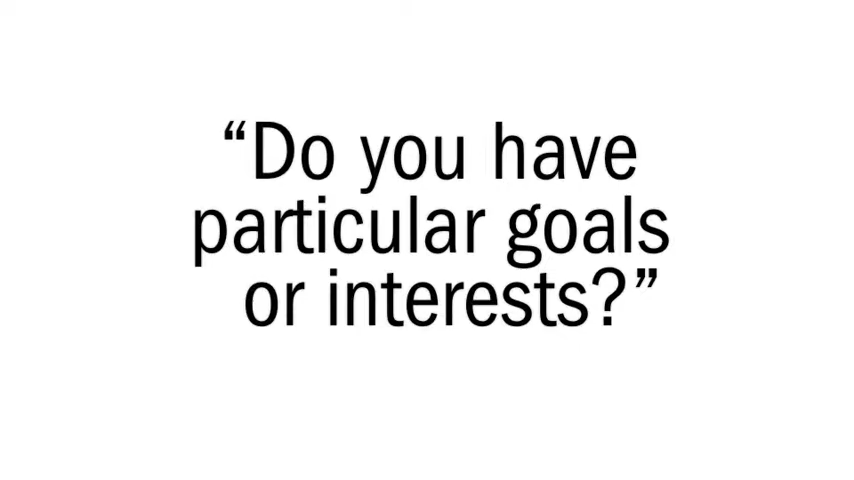 “Do you have
particular goals
or interests?”